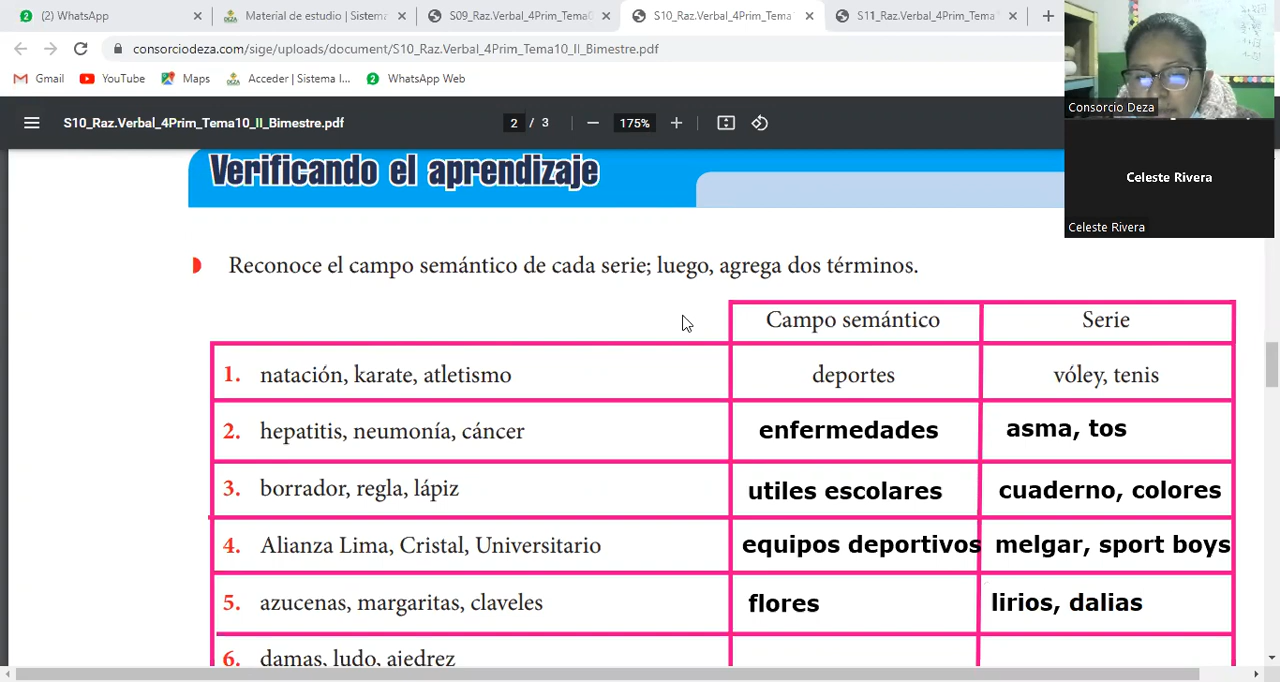 (2) WhatsApp
Material de estudio | Sistema
S09_Raz.Verbal_4Prim_Tema0
S10_Raz.Verbal_4Prim_Tema1
S11_Raz.Verbal_4Prim_Tema1
consorciodeza.com/sige/uploads/document/S10_Raz.Verbal_4Prim_Tema10_II_Bimestre.pdf
Gmail YouTube Maps Acceder | Sistema I... WhatsApp Web
Consorcio Deza
S10_Raz.Verbal_4Prim_Tema10_II_Bimestre.pdf 2 / 3 175%
Celeste Rivera
Celeste Rivera
Verificando el aprendizaje
Reconoce el campo semántico de cada serie; luego, agrega dos términos.
Campo semántico Serie
1. natación, karate, atletismo deportes vóley, tenis
2. hepatitis, neumonía, cáncer enfermedades asma, tos
3. borrador, regla, lápiz utiles escolares cuaderno, colores
4. Alianza Lima, Cristal, Universitario equipos deportivos melgar, sport boys
5. azucenas, margaritas, claveles flores lirios, dalias
6. damas, ludo, ajedrez